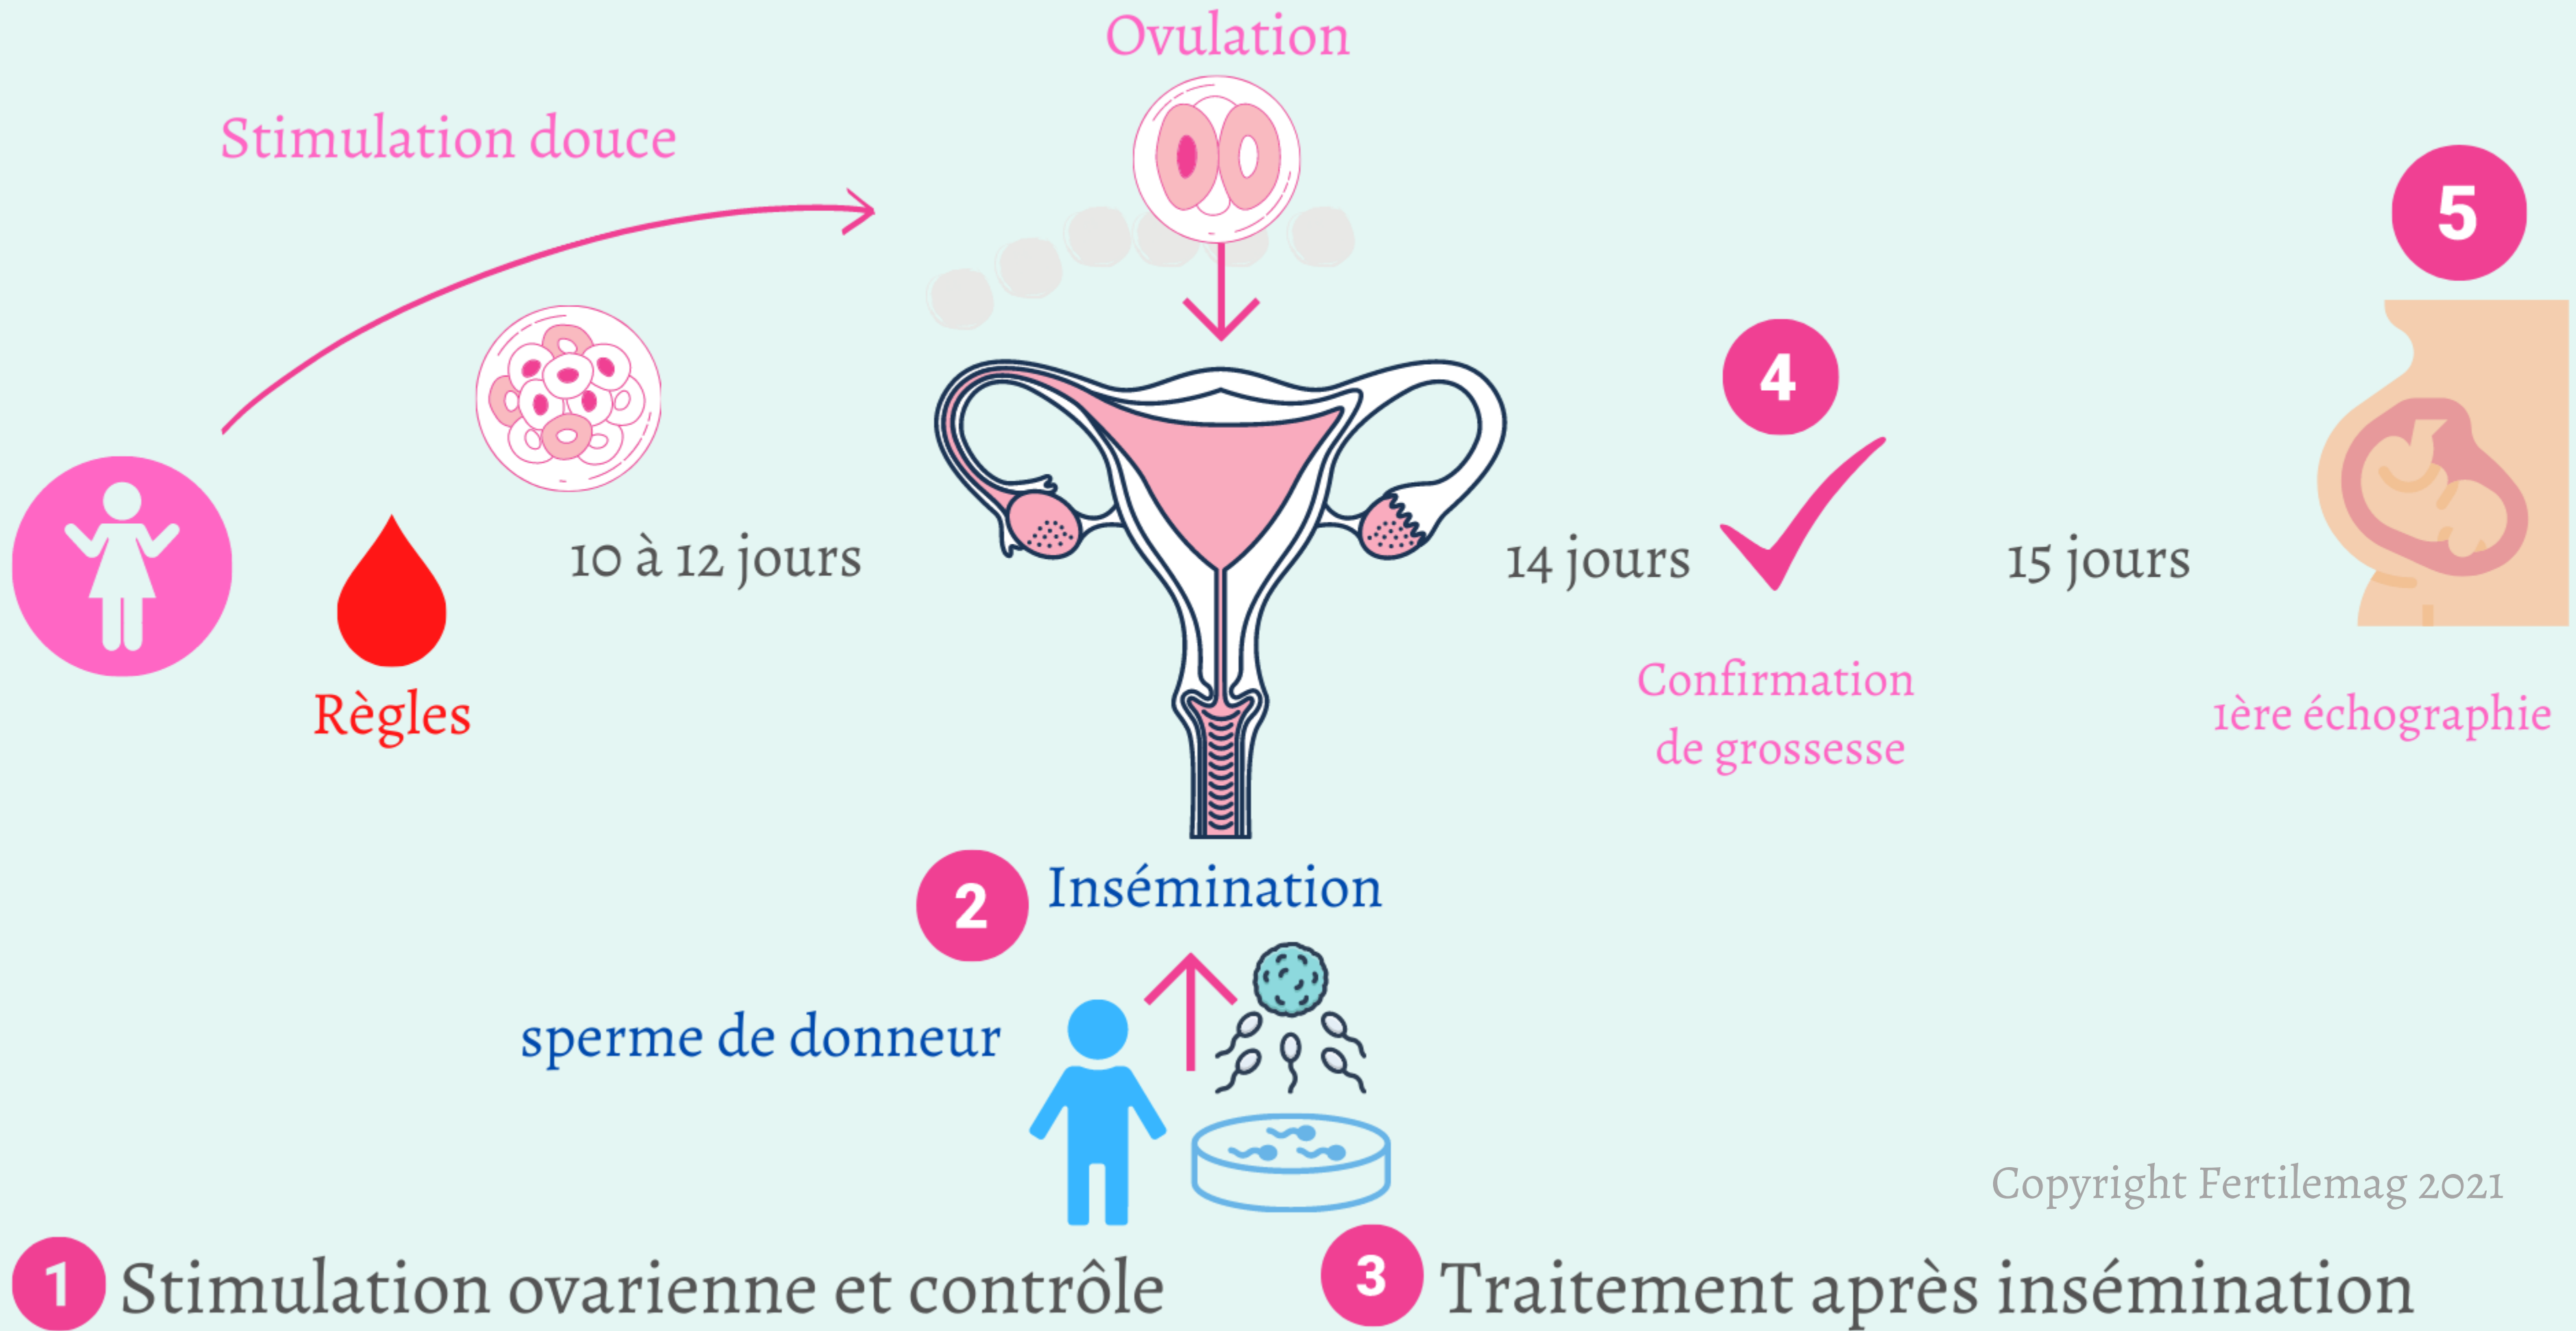 Ovulation
Stimulation douce
5
4
10 à 12 jours
14 jours
15 jours
Règles
Confirmation
de grossesse
1ère échographie
2 Insémination
sperme de donneur
Copyright Fertilemag 2021
1 Stimulation ovarienne et contrôle
3 Traitement après insémination